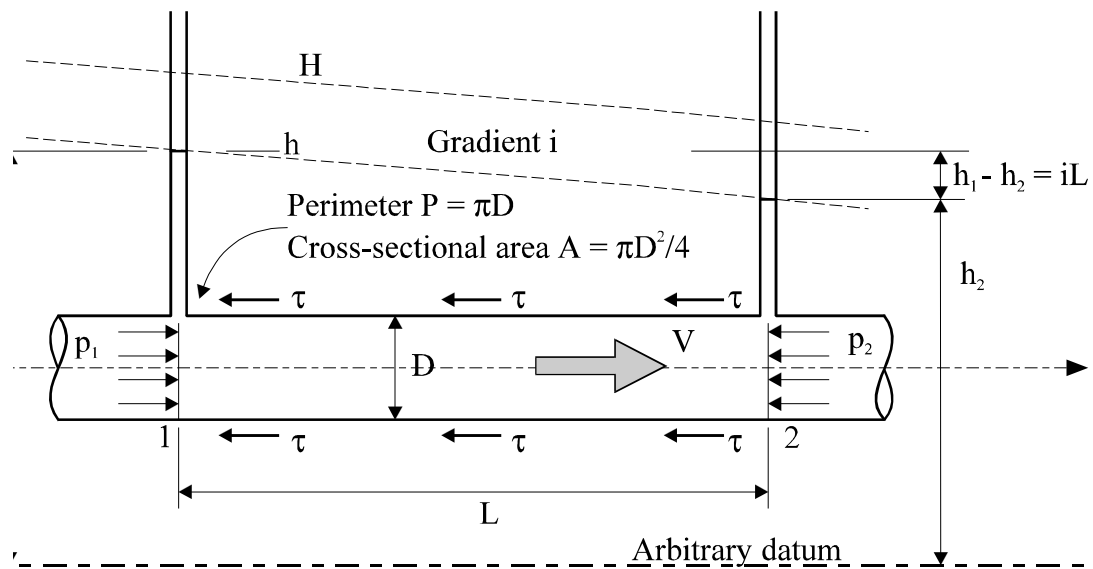 H
h
Gradient i
h₁ - h₂ = iL
Perimeter P = πD
Cross-sectional area A = πD²/4
h₂
τ
τ
τ
p₁
D
V
p₂
1
τ
τ
τ
2
L
Arbitrary datum